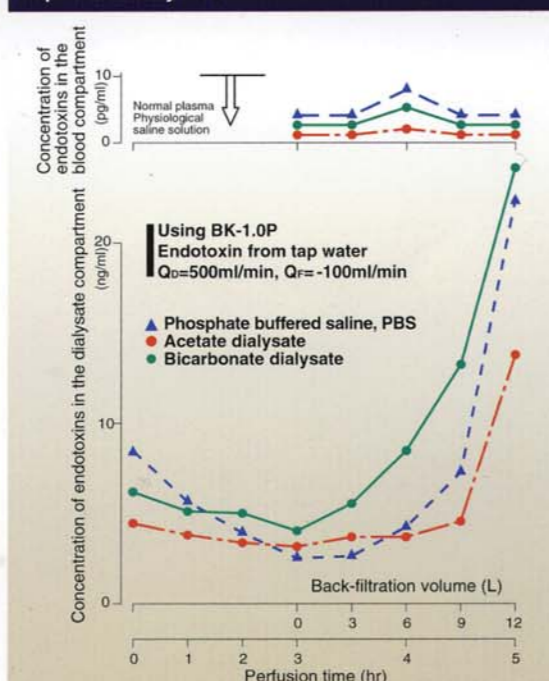 Concentration of
endotoxins in the
blood compartment
(pg/ml)
10
0
Normal plasma
Physiological
saline solution
Concentration of endotoxins in the dialysate compartment
(ng/ml)
20
10
0
Using BK-1.0P
Endotoxin from tap water
QD=500ml/min, QF= -100ml/min
Phosphate buffered saline, PBS
Acetate dialysate
Bicarbonate dialysate
Back-filtration volume (L)
0 3 6 9 12
0 1 2 3 4 5
Perfusion time (hr)